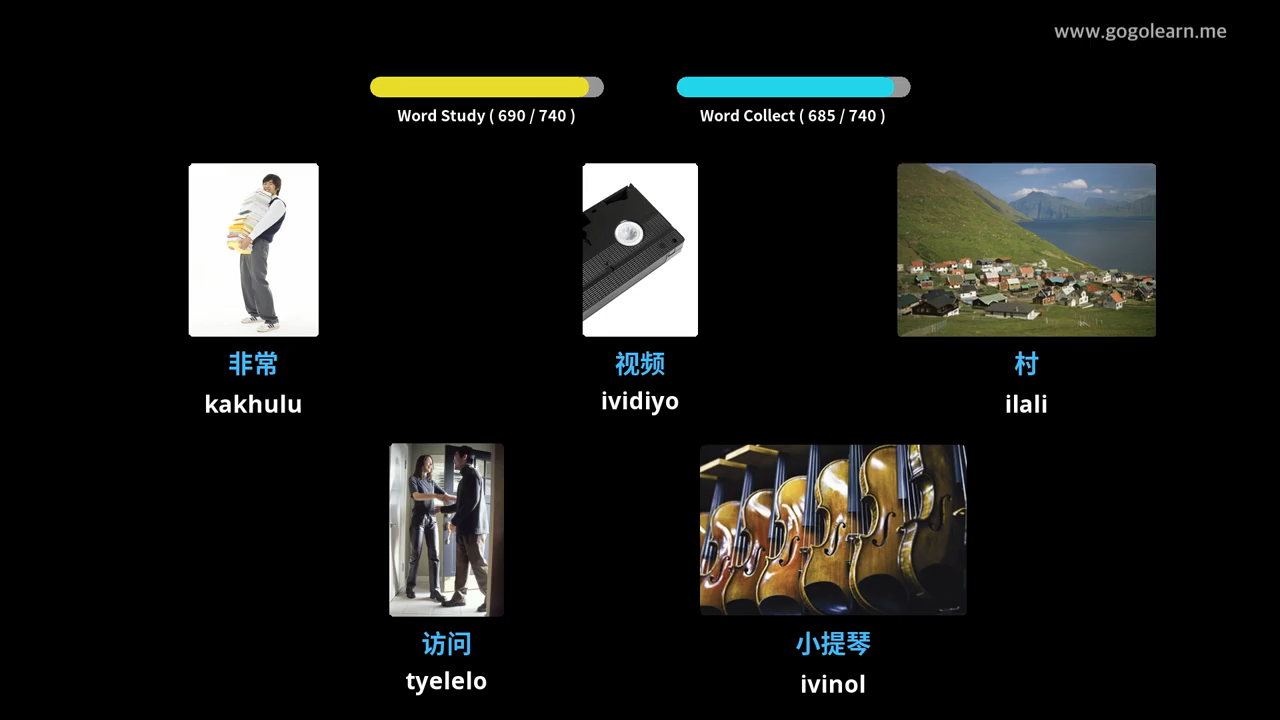 www.gogolearn.me
Word Study ( 690 / 740 )
Word Collect ( 685 / 740 )
非常
kakhulu
视频
ividiyo
村
ilali
访问
tyelelo
小提琴
ivinol